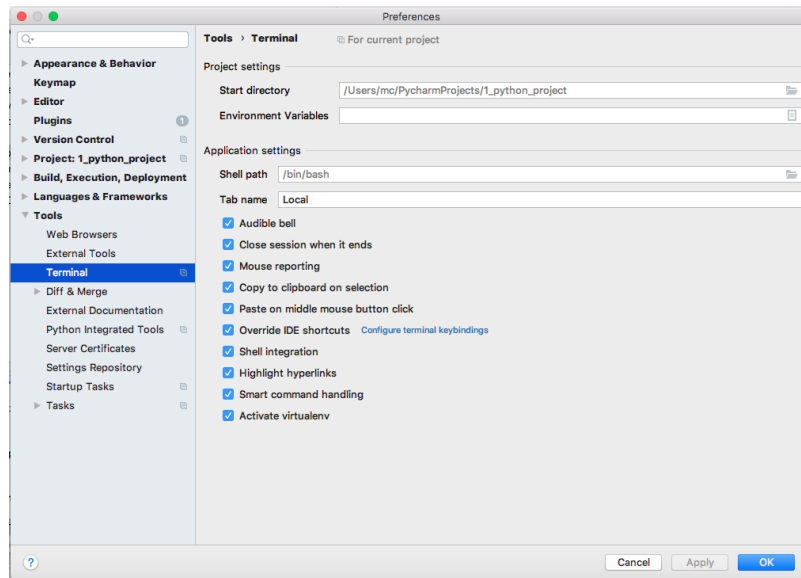 Preferences
Tools › Terminal
For current project
Appearance & Behavior
Keymap
Editor
Plugins 1
Version Control
Project: 1_python_project
Build, Execution, Deployment
Languages & Frameworks
Tools
Web Browsers
External Tools
Terminal
Diff & Merge
External Documentation
Python Integrated Tools
Server Certificates
Settings Repository
Startup Tasks
Tasks
Project settings
Start directory /Users/mc/PycharmProjects/1_python_project
Environment Variables
Application settings
Shell path /bin/bash
Tab name Local
Audible bell
Close session when it ends
Mouse reporting
Copy to clipboard on selection
Paste on middle mouse button click
Override IDE shortcuts Configure terminal keybindings
Shell integration
Highlight hyperlinks
Smart command handling
Activate virtualenv
?
Cancel
Apply
OK